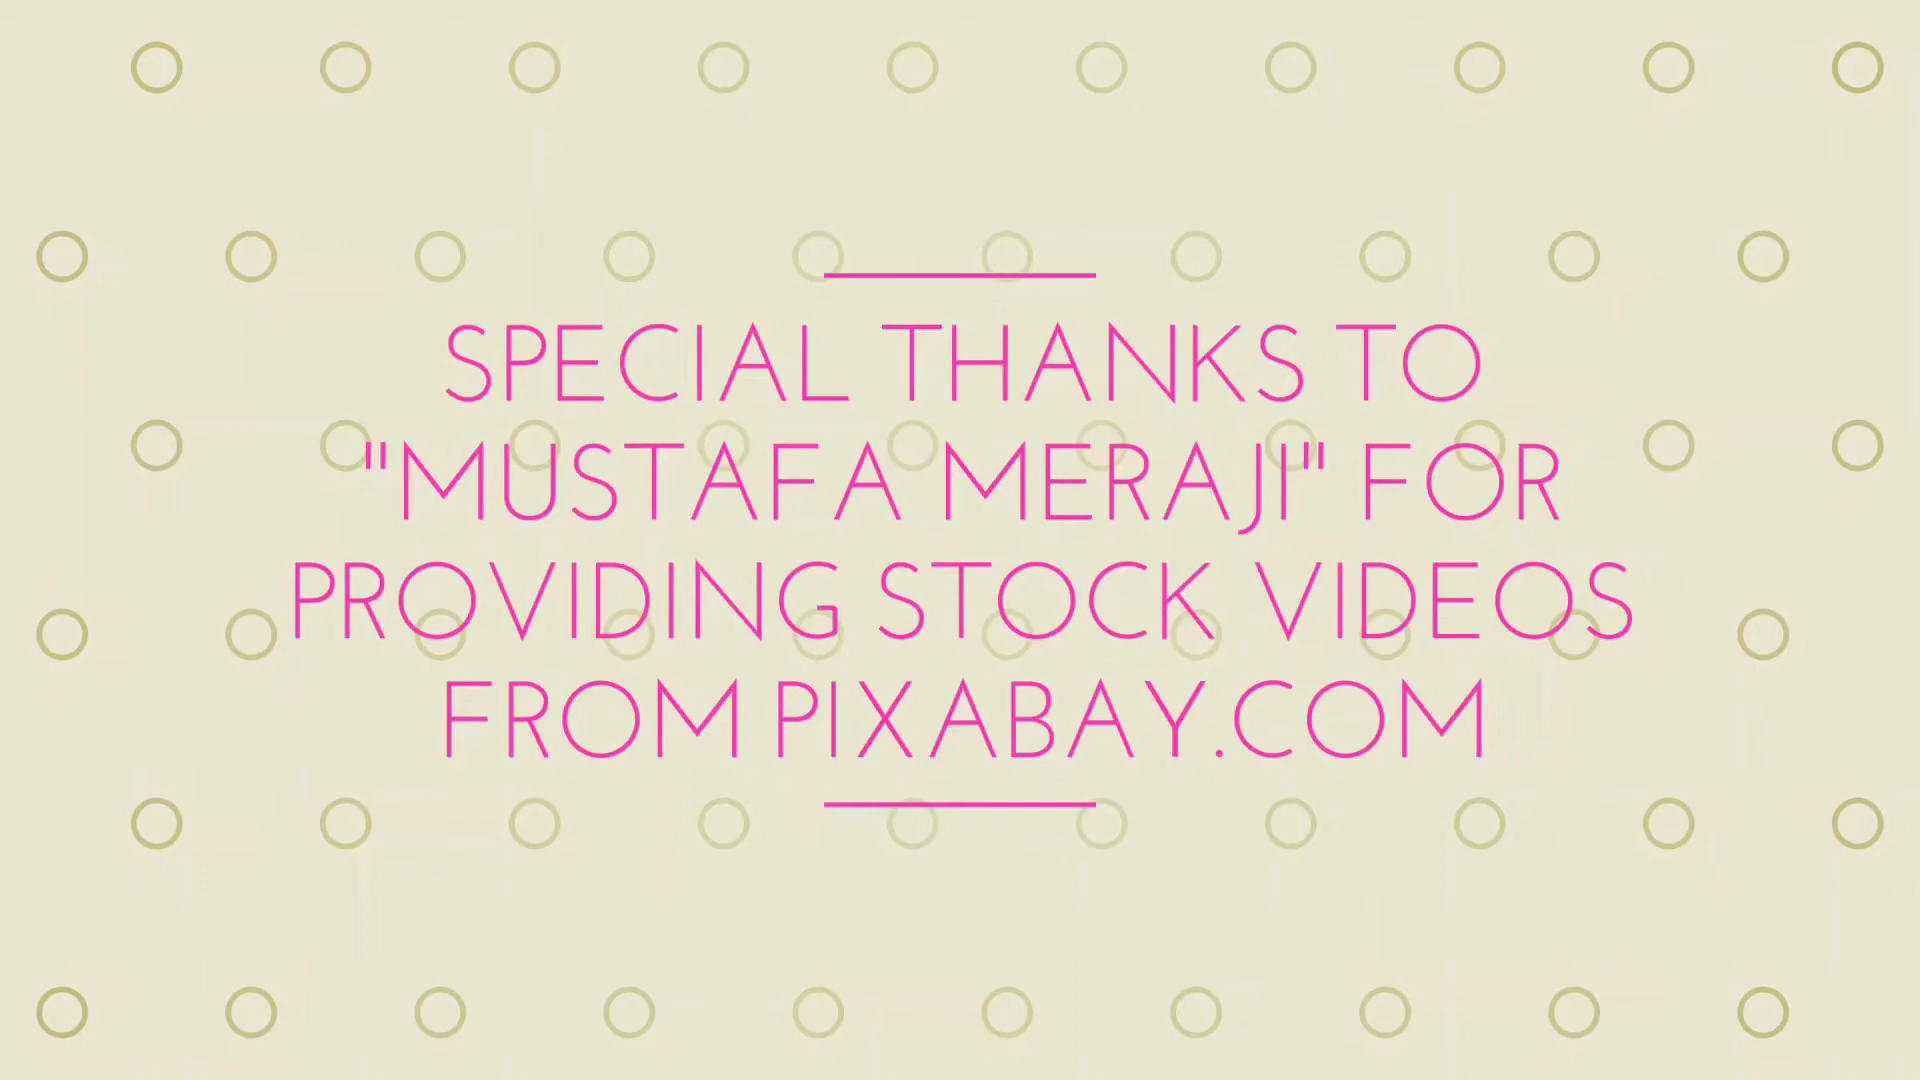 SPECIAL THANKS TO
"MUSTAFA MERAJI" FOR
PROVIDING STOCK VIDEOS
FROM PIXABAY.COM